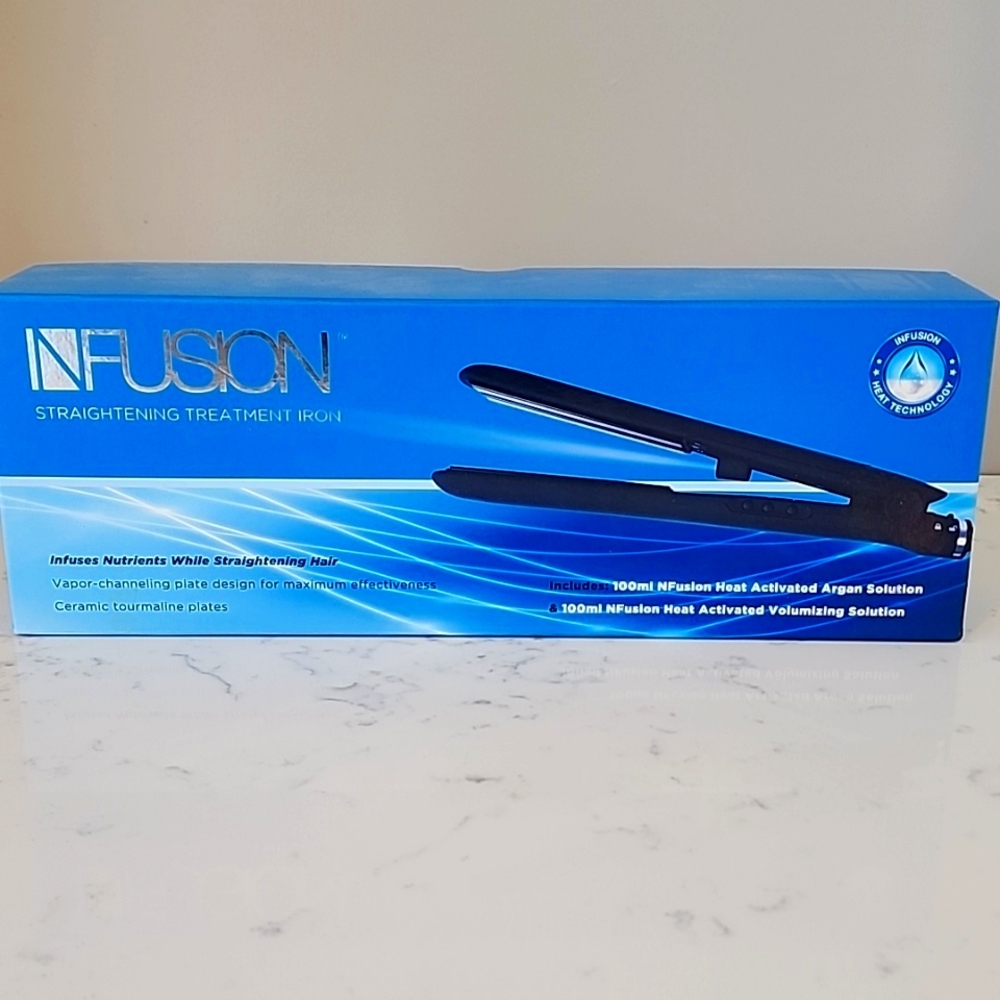 INFUSION™
STRAIGHTENING TREATMENT IRON
INFUSION
HEAT TECHNOLOGY
Infuses Nutrients While Straightening Hair
Vapor-channeling plate design for maximum effectiveness
Ceramic tourmaline plates
Includes: 100ml NFusion Heat Activated Argan Solution
& 100ml NFusion Heat Activated Volumizing Solution